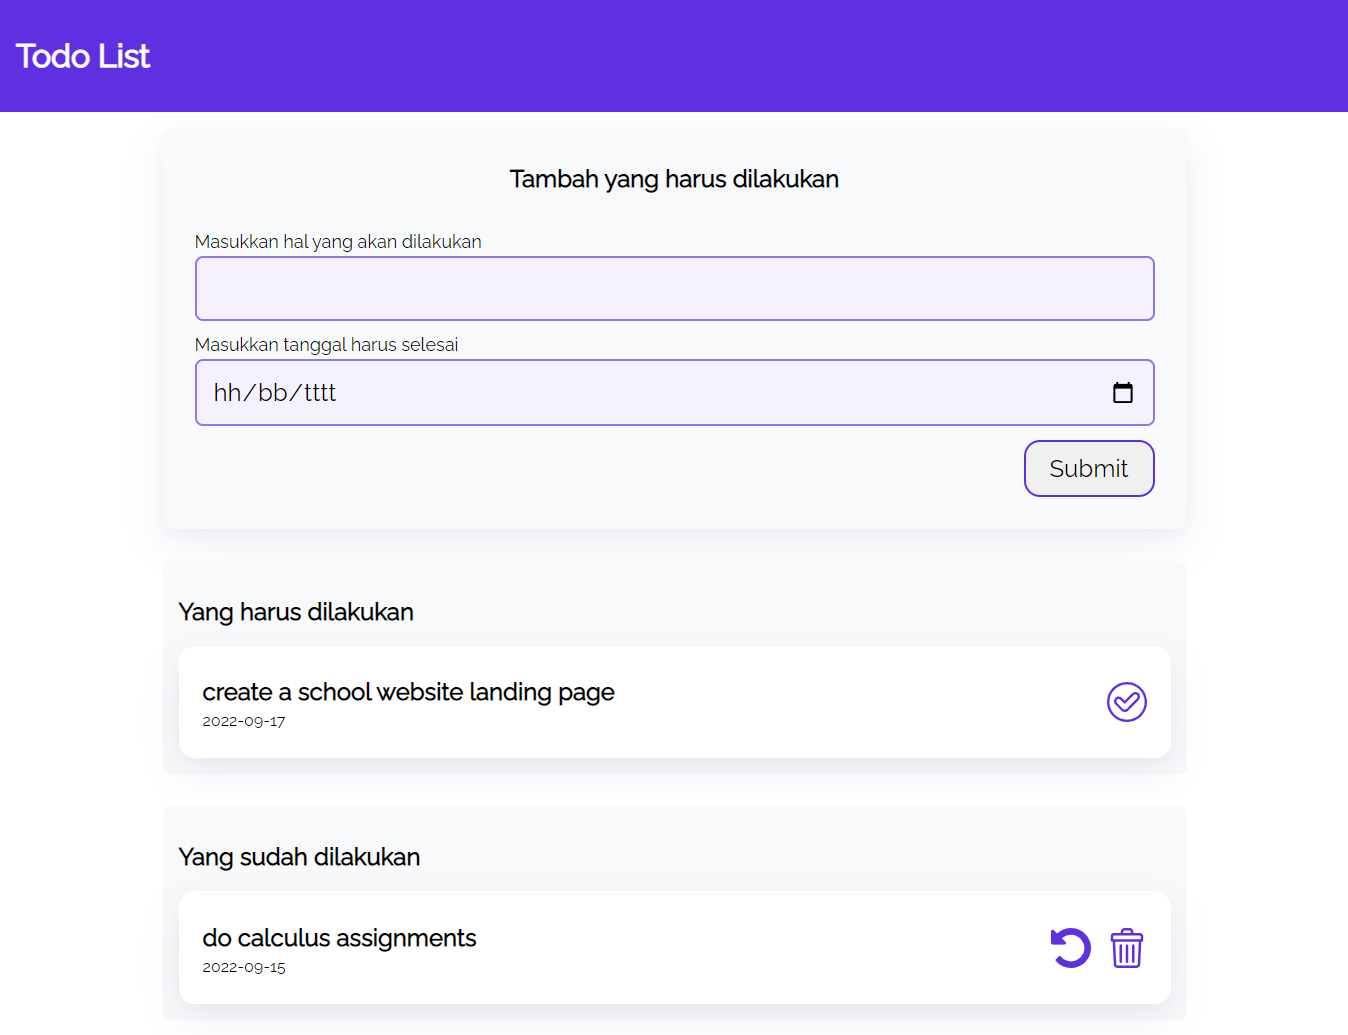 Todo List
Tambah yang harus dilakukan
Masukkan hal yang akan dilakukan
Masukkan tanggal harus selesai
hh/bb/tttt
Submit
Yang harus dilakukan
create a school website landing page
2022-09-17
Yang sudah dilakukan
do calculus assignments
2022-09-15